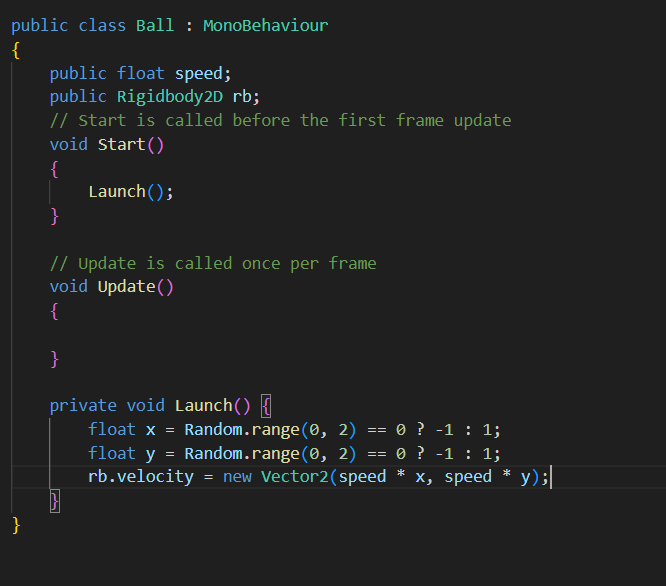 public class Ball : MonoBehaviour
{
    public float speed;
    public Rigidbody2D rb;
    // Start is called before the first frame update
    void Start()
    {
        Launch();
    }

    // Update is called once per frame
    void Update()
    {

    }

    private void Launch() {
        float x = Random.range(0, 2) == 0 ? -1 : 1;
        float y = Random.range(0, 2) == 0 ? -1 : 1;
        rb.velocity = new Vector2(speed * x, speed * y);
    }
}